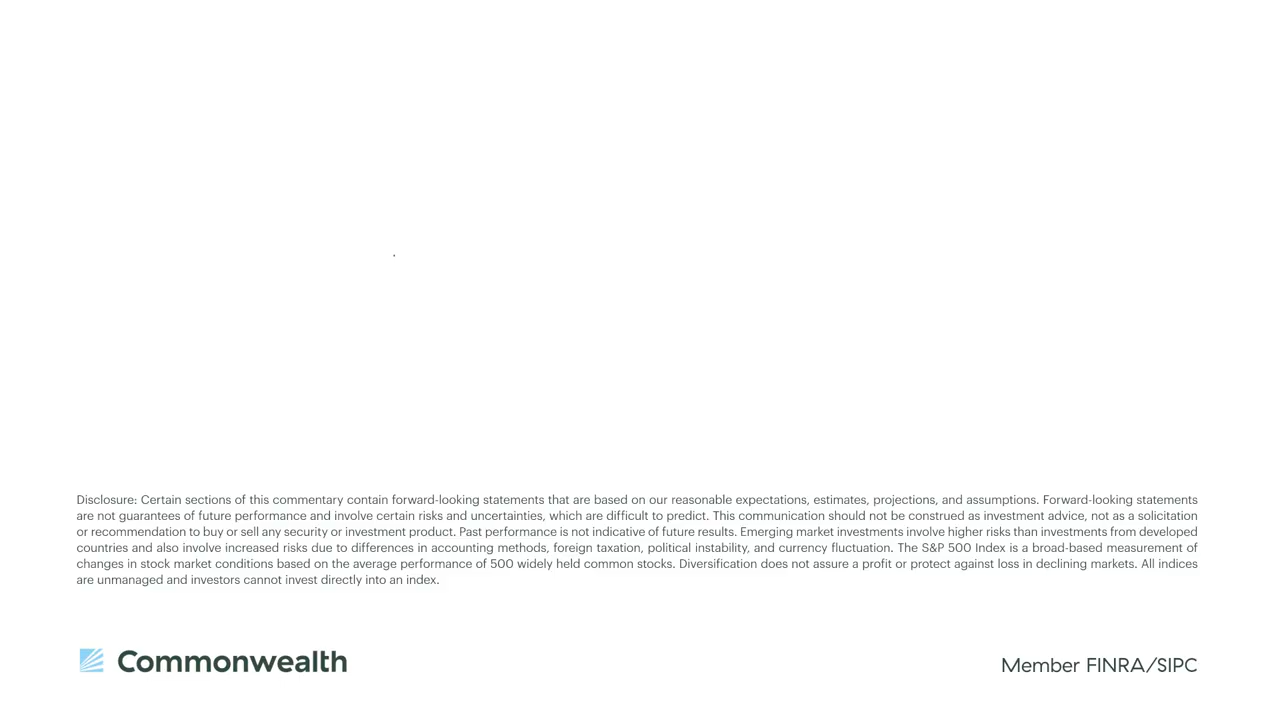 Disclosure: Certain sections of this commentary contain forward-looking statements that are based on our reasonable expectations, estimates, projections, and assumptions. Forward-looking statements
are not guarantees of future performance and involve certain risks and uncertainties, which are difficult to predict. This communication should not be construed as investment advice, not as a solicitation
or recommendation to buy or sell any security or investment product. Past performance is not indicative of future results. Emerging market investments involve higher risks than investments from developed
countries and also involve increased risks due to differences in accounting methods, foreign taxation, political instability, and currency fluctuation. The S&P 500 Index is a broad-based measurement of
changes in stock market conditions based on the average performance of 500 widely held common stocks. Diversification does not assure a profit or protect against loss in declining markets. All indices
are unmanaged and investors cannot invest directly into an index.
Commonwealth
Member FINRA/SIPC